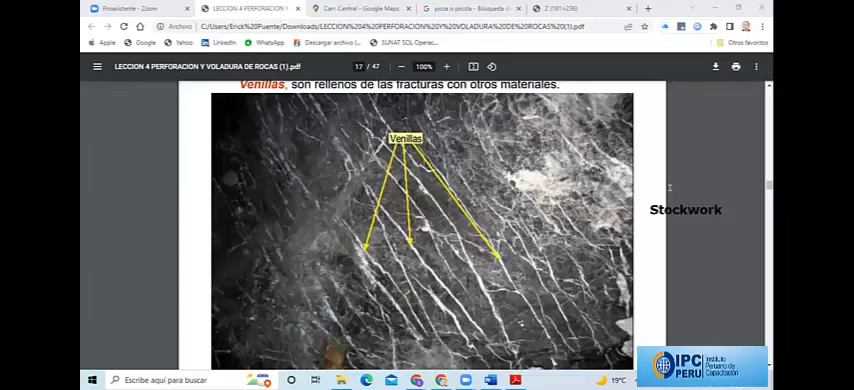 Posasistente - Zoom
LECCION 4 PERFORACION Y
Carr. Central - Google Maps
picsa o picota - Búsqueda
Z (181×236)
Archivo
C:/Users/Erick%20Puente/Downloads/LECCION%204%20PERFORACION%20Y%20VOLADURA%20DE%20ROCAS%20(1).pdf
Apple
Google
Yahoo
LinkedIn
WhatsApp
Descargar archivo |...
SUNAT SOL Operac...
Otros favoritos
LECCION 4 PERFORACION Y VOLADURA DE ROCAS (1).pdf
17 / 47
100%
Venillas, son rellenos de las fracturas con otros materiales.
Venillas
Stockwork
IPC PERU
Instituto
Peruano de
Capacitación
Escribe aquí para buscar
19°C